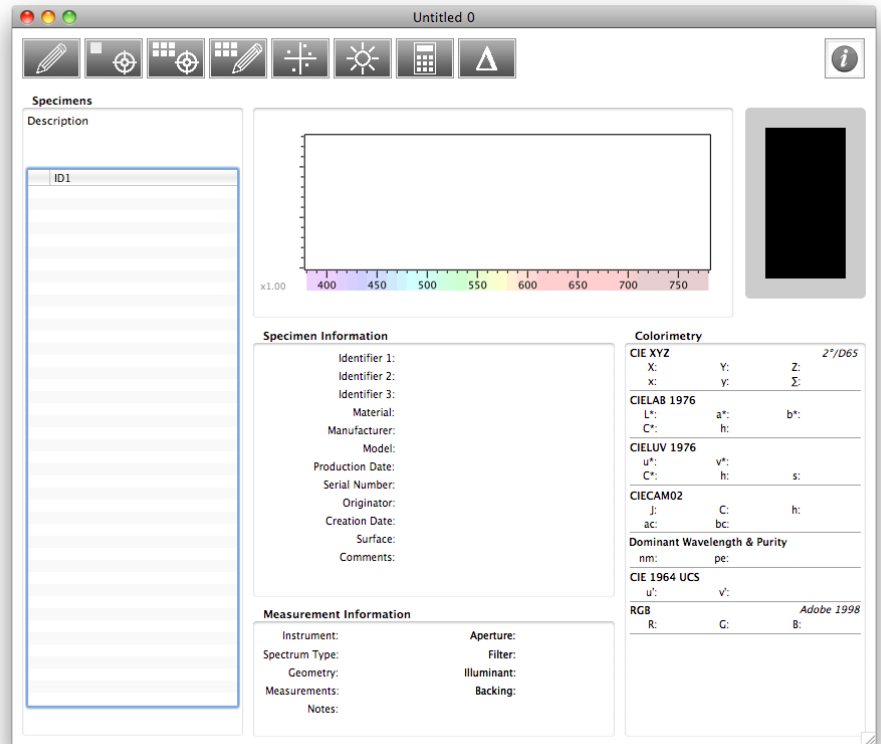 Untitled 0
Specimens
Description
ID1
x1.00
400 450 500 550 600 650 700 750
Specimen Information
Identifier 1:
Identifier 2:
Identifier 3:
Material:
Manufacturer:
Model:
Production Date:
Serial Number:
Originator:
Creation Date:
Surface:
Comments:
Measurement Information
Instrument: Aperture:
Spectrum Type: Filter:
Geometry: Illuminant:
Measurements: Backing:
Notes:
Colorimetry
CIE XYZ 2°/D65
X: Y: Z:
x: y: Σ:
CIELAB 1976
L*: a*: b*:
C*: h:
CIELUV 1976
u*: v*:
C*: h: s:
CIECAM02
J: C: h:
ac: bc:
Dominant Wavelength & Purity
nm: pe:
CIE 1964 UCS
u': v':
RGB Adobe 1998
R: G: B: